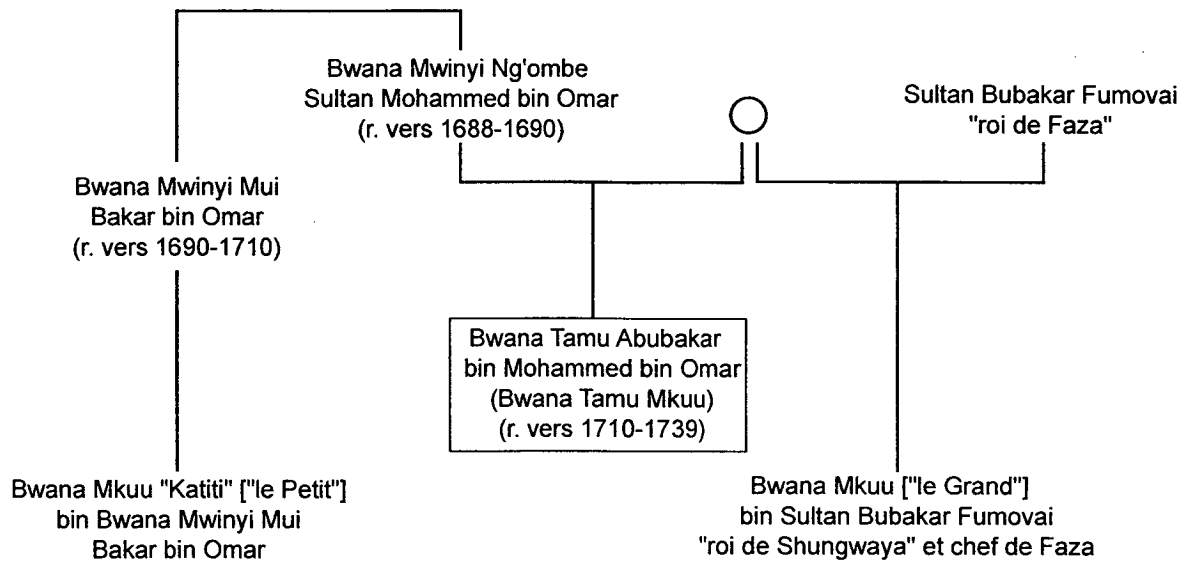 Bwana Mwinyi Ng'ombe
Sultan Mohammed bin Omar
(r. vers 1688-1690)
Sultan Bubakar Fumovai
"roi de Faza"
Bwana Mwinyi Mui
Bakar bin Omar
(r. vers 1690-1710)
Bwana Tamu Abubakar
bin Mohammed bin Omar
(Bwana Tamu Mkuu)
(r. vers 1710-1739)
Bwana Mkuu "Katiti" ["le Petit"]
bin Bwana Mwinyi Mui
Bakar bin Omar
Bwana Mkuu ["le Grand"]
bin Sultan Bubakar Fumovai
"roi de Shungwaya" et chef de Faza